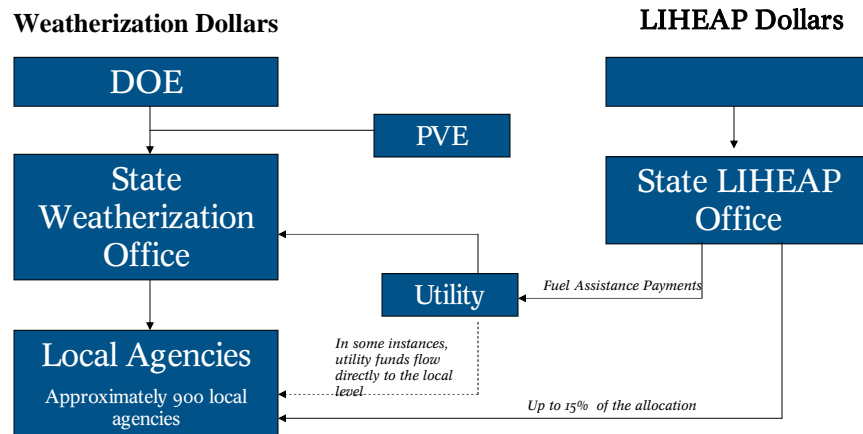 Weatherization Dollars
LIHEAP Dollars
DOE
PVE
State
Weatherization
Office
State LIHEAP
Office
Utility
Fuel Assistance Payments
Local Agencies
Approximately 900 local
agencies
In some instances,
utility funds flow
directly to the local
level
Up to 15% of the allocation